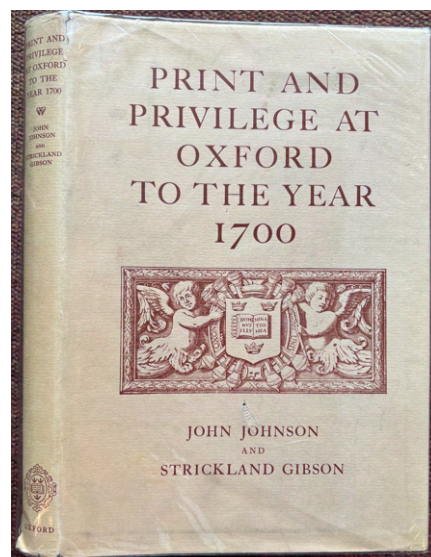 PRINT AND
PRIVILEGE
AT OXFORD
TO THE
YEAR 1700
JOHN
JOHNSON
AND
STRICKLAND
GIBSON
OXFORD
PRINT AND
PRIVILEGE AT
OXFORD
TO THE YEAR
1700
JOHN JOHNSON
AND
STRICKLAND GIBSON